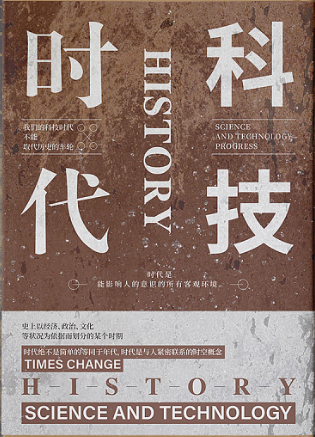 科技
时代
HISTORY
我们的科技时代
不能
取代历史的车轮
SCIENCE
AND TECHNOLOGY
PROGRESS
时代是
能影响人的意识的所有客观环境
史上以经济、政治、文化
等状况为依据而划分的某个时期
时代绝不是简单的等同于年代,时代是与人紧密联系的时空概念
TIMES CHANGE
H-I-S-T-O-R-Y
SCIENCE AND TECHNOLOGY